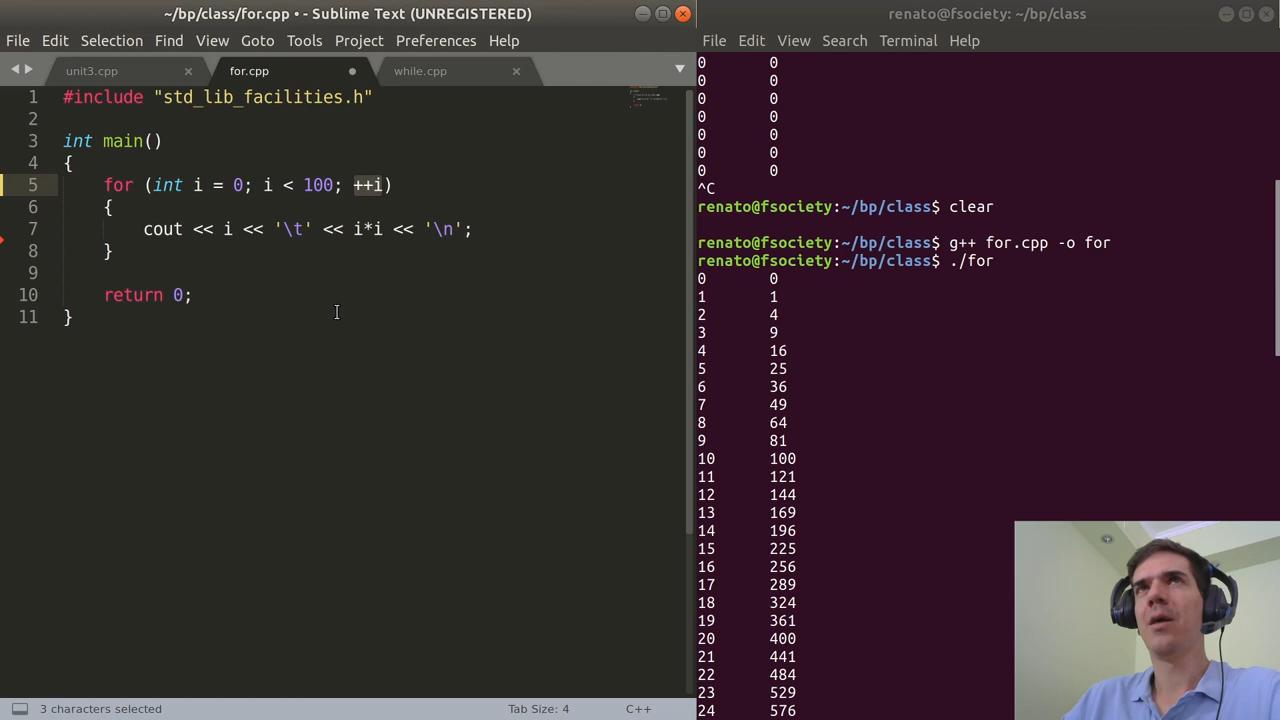 ~/bp/class/for.cpp • - Sublime Text (UNREGISTERED)
File Edit Selection Find View Goto Tools Project Preferences Help
unit3.cpp for.cpp while.cpp
1 #include "std_lib_facilities.h"
2
3 int main()
4 {
5 for (int i = 0; i < 100; ++i)
6 {
7 cout << i << '\t' << i*i << '\n';
8 }
9
10 return 0;
11 }
3 characters selected Tab Size: 4 C++
renato@fsociety: ~/bp/class
File Edit View Search Terminal Help
0 0
0 0
0 0
0 0
0 0
0 0
0 0
^C
renato@fsociety:~/bp/class$ clear
renato@fsociety:~/bp/class$ g++ for.cpp -o for
renato@fsociety:~/bp/class$ ./for
0 0
1 1
2 4
3 9
4 16
5 25
6 36
7 49
8 64
9 81
10 100
11 121
12 144
13 169
14 196
15 225
16 256
17 289
18 324
19 361
20 400
21 441
22 484
23 529
24 576